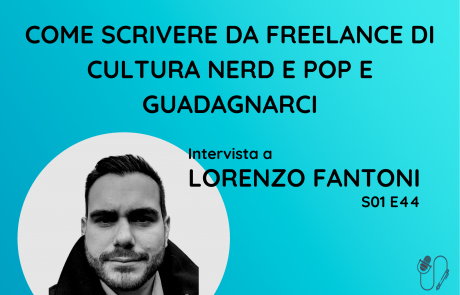 COME SCRIVERE DA FREELANCE DI
CULTURA NERD E POP E
GUADAGNARCI
Intervista a
LORENZO FANTONI
S01 E44